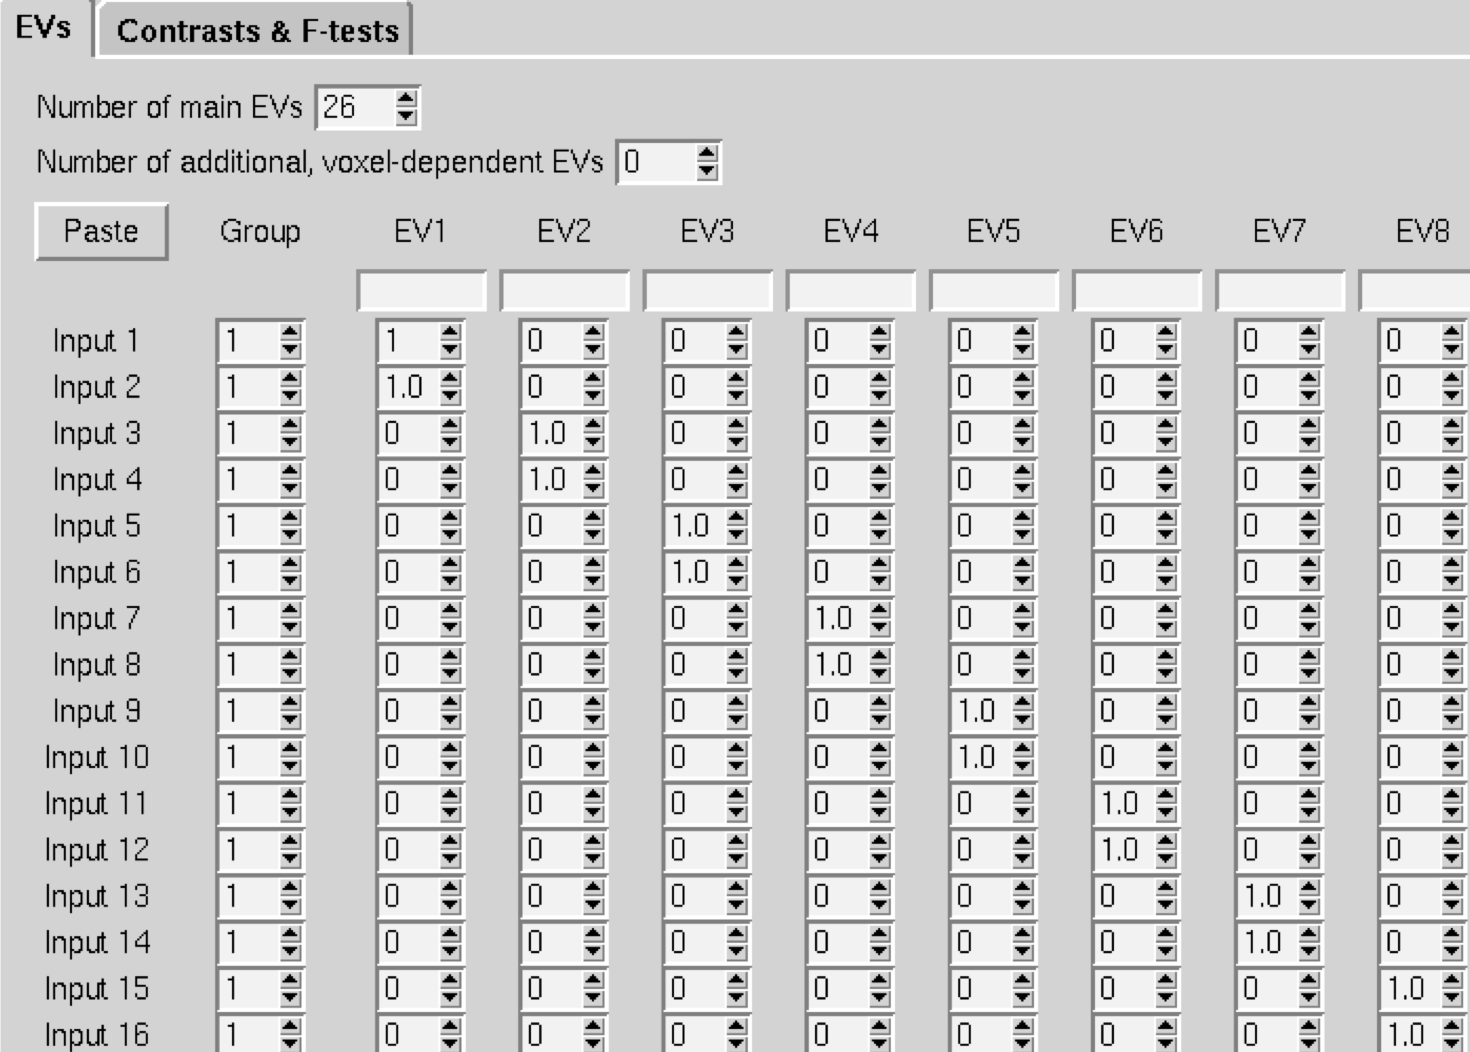 EVs Contrasts & F-tests
Number of main EVs 26
Number of additional, voxel-dependent EVs 0
Paste Group EV1 EV2 EV3 EV4 EV5 EV6 EV7 EV8
Input 1 1 1 0 0 0 0 0 0 0
Input 2 1 1.0 0 0 0 0 0 0 0
Input 3 1 0 1.0 0 0 0 0 0 0
Input 4 1 0 1.0 0 0 0 0 0 0
Input 5 1 0 0 1.0 0 0 0 0 0
Input 6 1 0 0 1.0 0 0 0 0 0
Input 7 1 0 0 0 1.0 0 0 0 0
Input 8 1 0 0 0 1.0 0 0 0 0
Input 9 1 0 0 0 0 1.0 0 0 0
Input 10 1 0 0 0 0 1.0 0 0 0
Input 11 1 0 0 0 0 0 1.0 0 0
Input 12 1 0 0 0 0 0 1.0 0 0
Input 13 1 0 0 0 0 0 0 1.0 0
Input 14 1 0 0 0 0 0 0 1.0 0
Input 15 1 0 0 0 0 0 0 0 1.0
Input 16 1 0 0 0 0 0 0 0 1.0